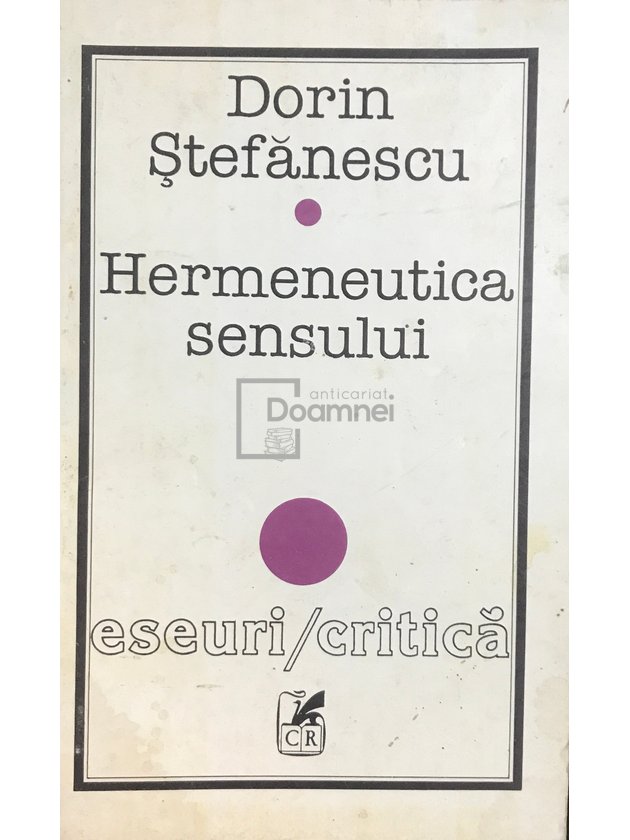 Dorin
Ştefănescu
Hermeneutica
sensului
anticariat
Doamnei
eseuri/critică
CR